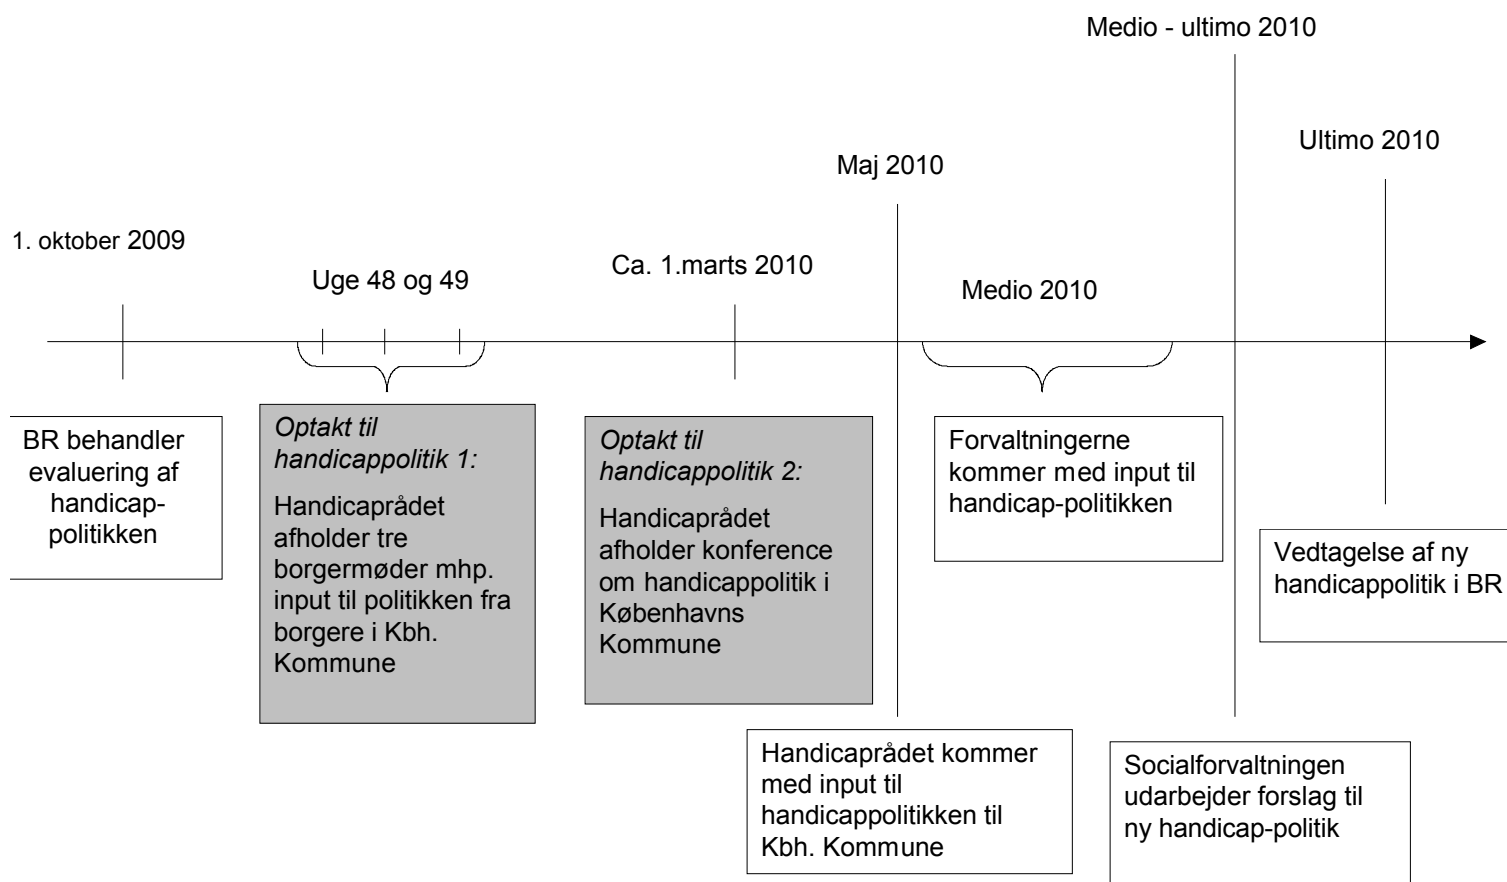 Medio - ultimo 2010
Ultimo 2010
Maj 2010
1. oktober 2009
Uge 48 og 49
Ca. 1.marts 2010
Medio 2010
BR behandler
evaluering af
handicap-
politikken
Optakt til
handicappolitik 1:
Handicaprådet
afholder tre
borgermøder mhp.
input til politikken fra
borgere i Kbh.
Kommune
Optakt til
handicappolitik 2:
Handicaprådet
afholder konference
om handicappolitik i
Københavns
Kommune
Forvaltningerne
kommer med input til
handicap-politikken
Vedtagelse af ny
handicappolitik i BR
Handicaprådet kommer
med input til
handicappolitikken til
Kbh. Kommune
Socialforvaltningen
udarbejder forslag til
ny handicap-politik